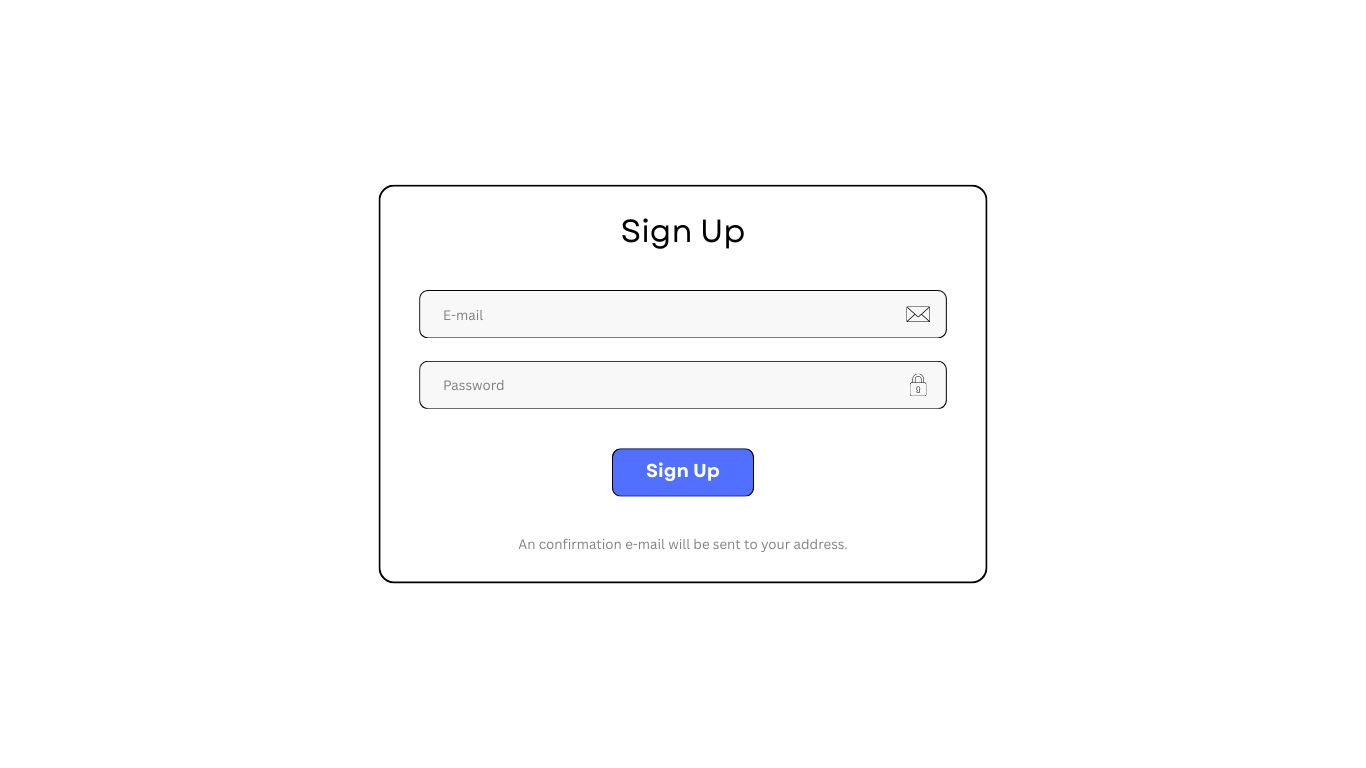 Sign Up
E-mail
Password
Sign Up
An confirmation e-mail will be sent to your address.